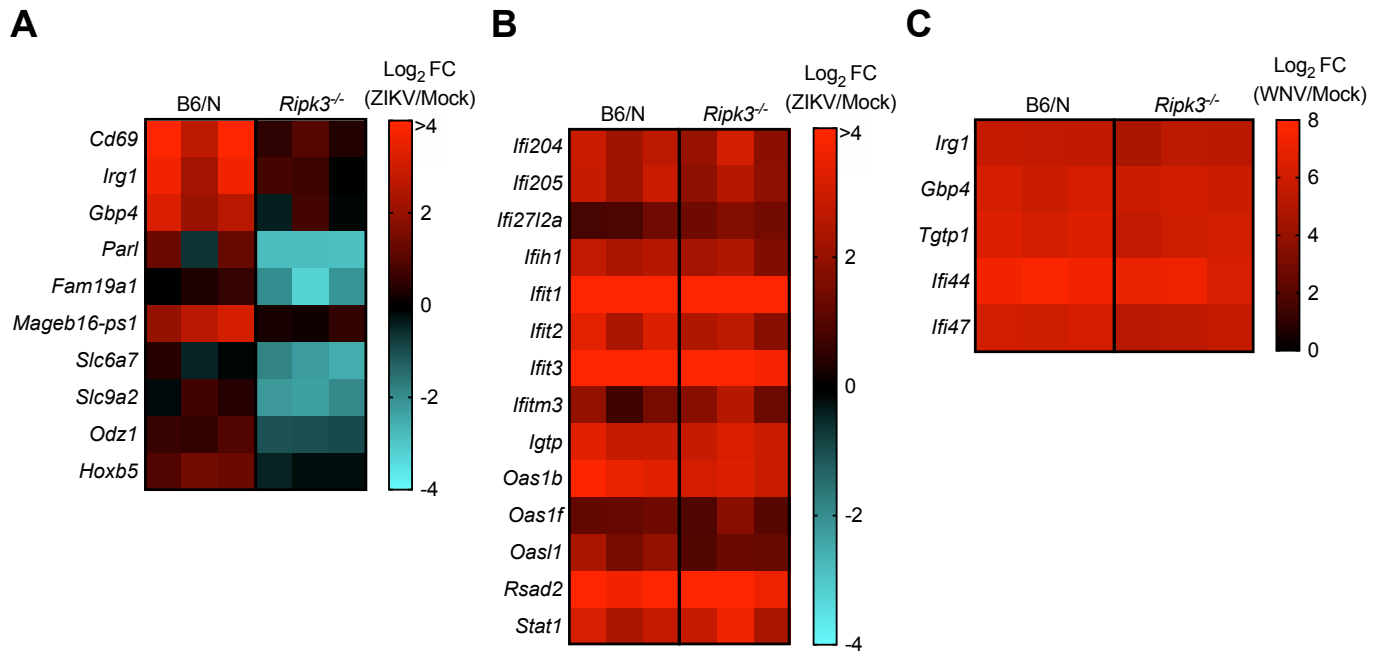 A
B6/N Ripk3-/-
Log2 FC
(ZIKV/Mock)
Cd69
Irg1
Gbp4
Parl
Fam19a1
Mageb16-ps1
Slc6a7
Slc9a2
Odz1
Hoxb5
>4
2
0
-2
-4
B
B6/N Ripk3-/-
Log2 FC
(ZIKV/Mock)
Ifi204
Ifi205
Ifi27l2a
Ifih1
Ifit1
Ifit2
Ifit3
Ifitm3
Igtp
Oas1b
Oas1f
Oasl1
Rsad2
Stat1
>4
2
0
-2
-4
C
B6/N Ripk3-/-
Log2 FC
(WNV/Mock)
Irg1
Gbp4
Tgtp1
Ifi44
Ifi47
8
6
4
2
0